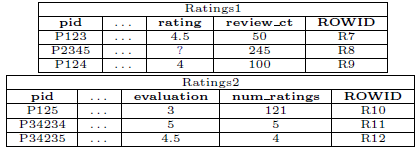 Ratings1
pid ... rating review_ct ROWID
P123 ... 4.5 50 R7
P2345 ... ? 245 R8
P124 ... 4 100 R9
Ratings2
pid ... evaluation num_ratings ROWID
P125 ... 3 121 R10
P34234 ... 5 5 R11
P34235 ... 4.5 4 R12